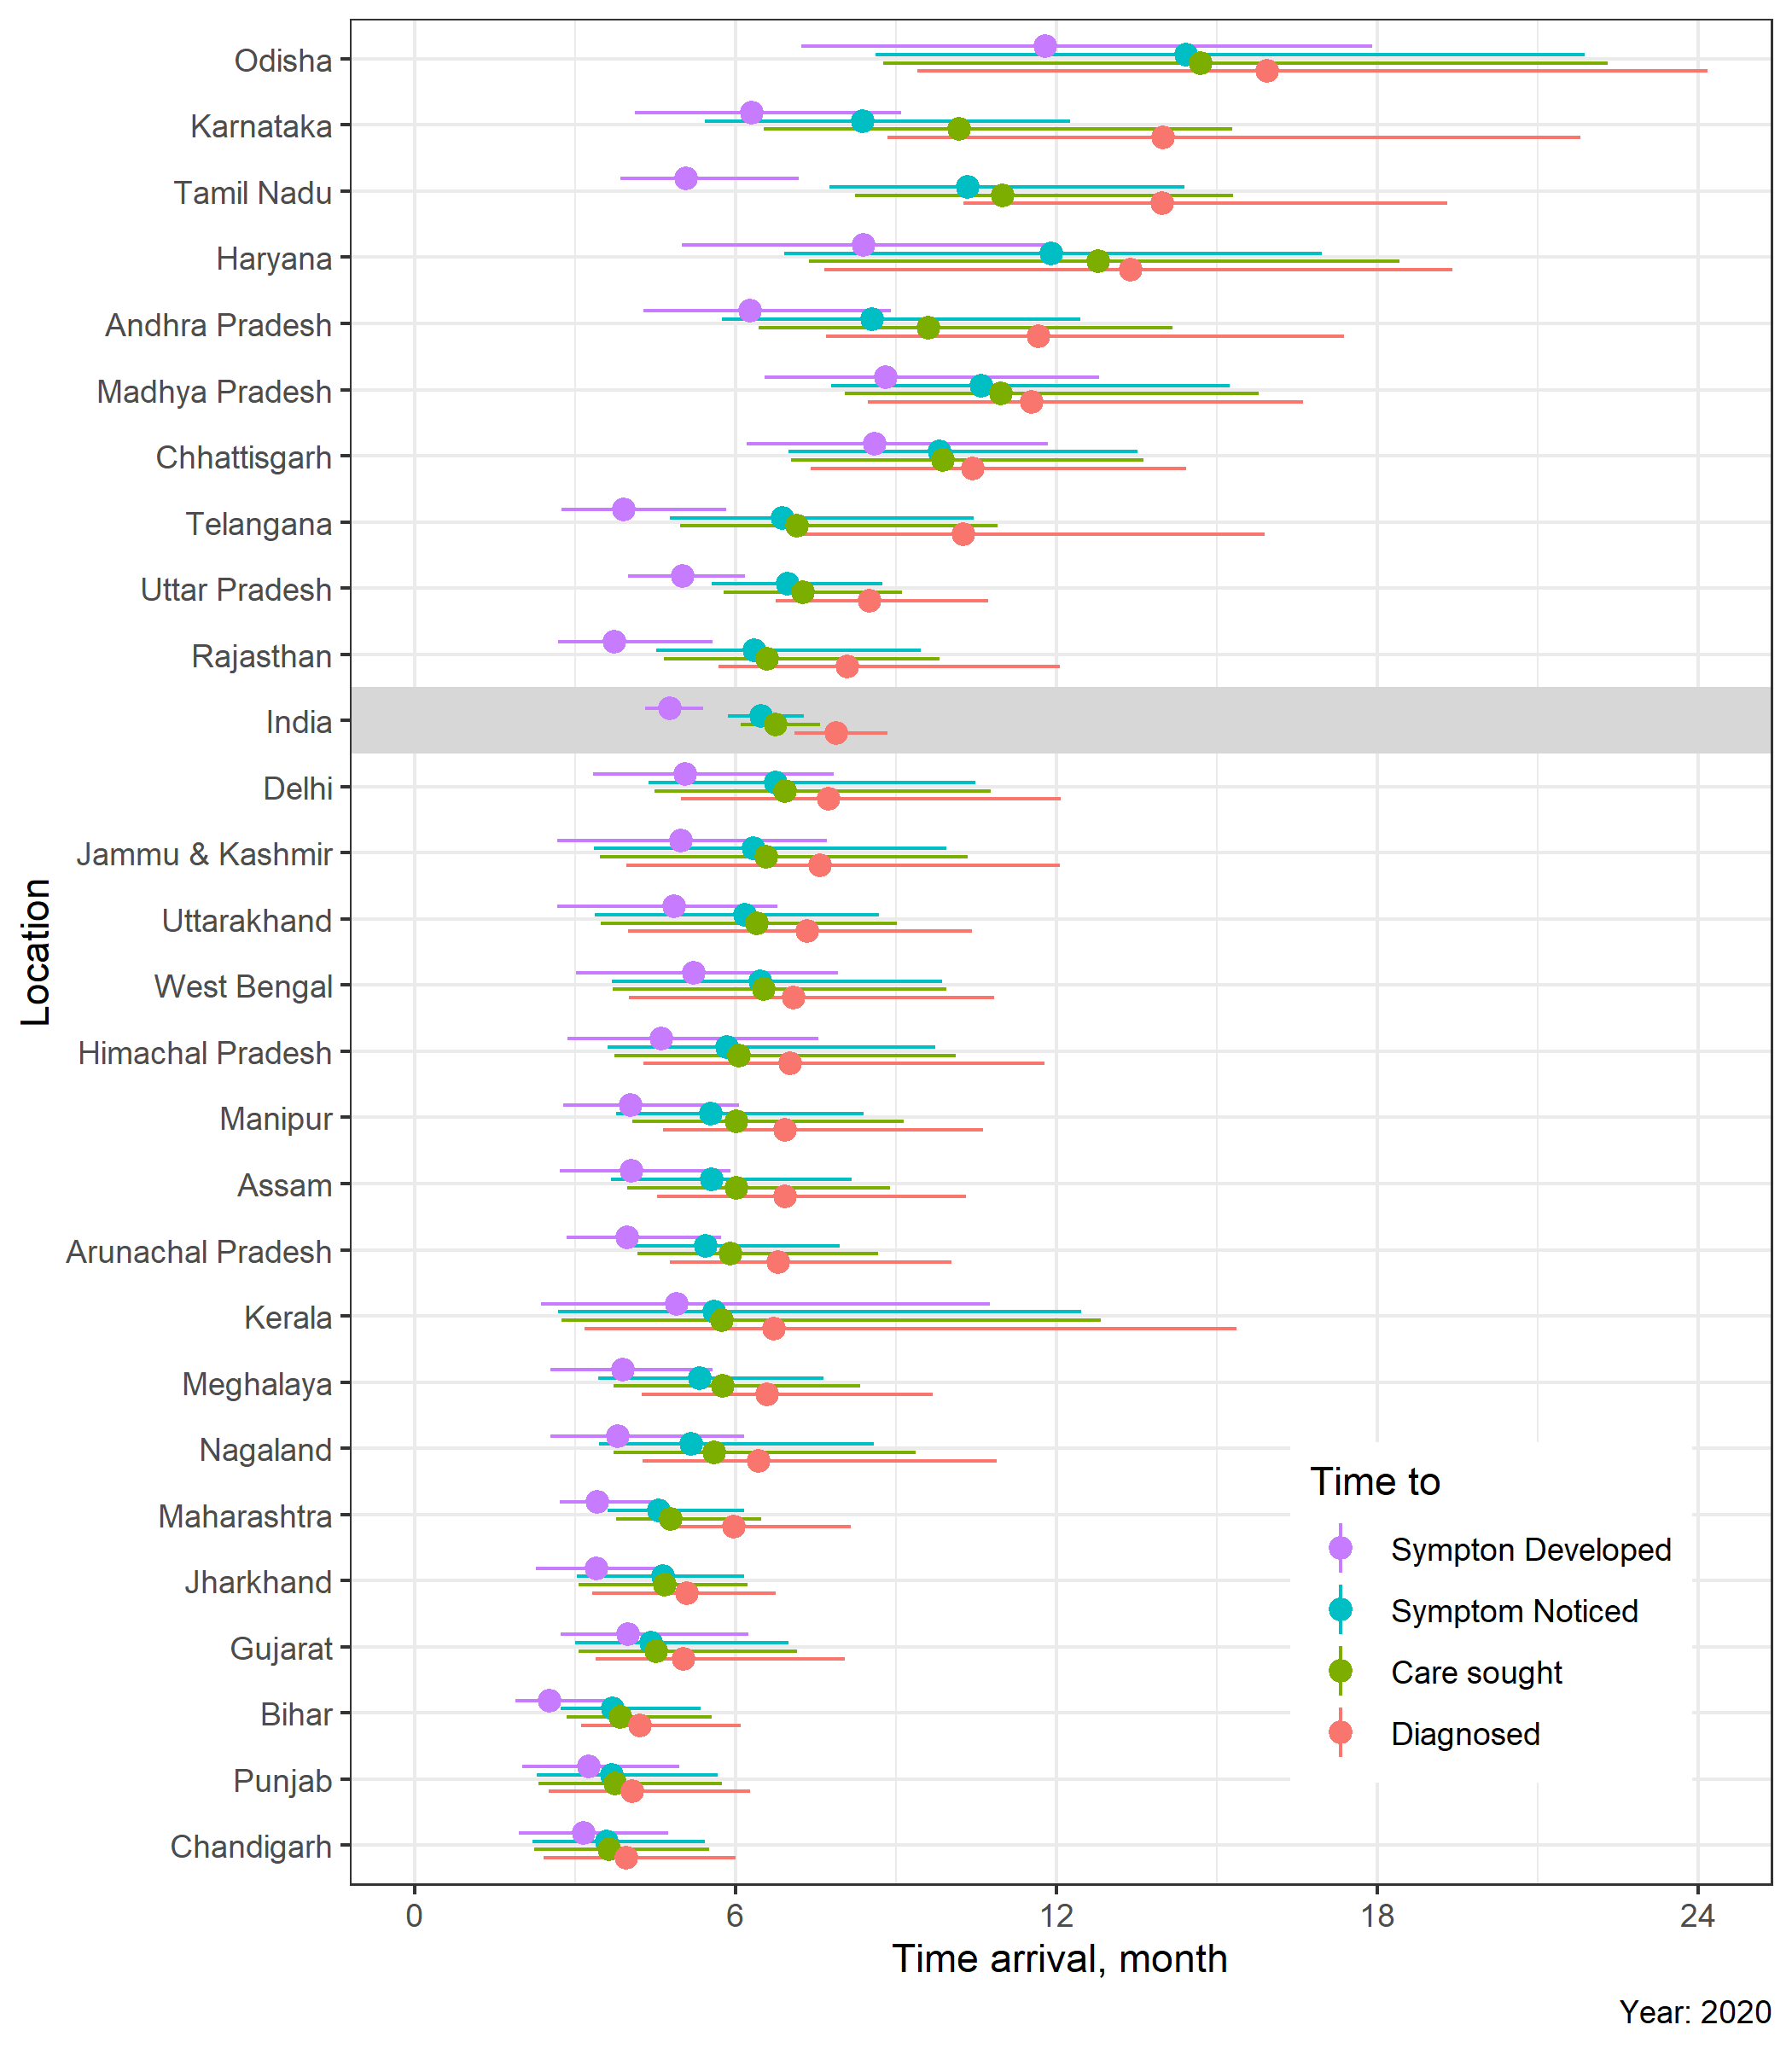 Odisha
Karnataka
Tamil Nadu
Haryana
Andhra Pradesh
Madhya Pradesh
Chhattisgarh
Telangana
Uttar Pradesh
Rajasthan
India
Delhi
Jammu & Kashmir
Uttarakhand
West Bengal
Himachal Pradesh
Manipur
Assam
Arunachal Pradesh
Kerala
Meghalaya
Nagaland
Maharashtra
Jharkhand
Gujarat
Bihar
Punjab
Chandigarh
Location
Time to
Sympton Developed
Symptom Noticed
Care sought
Diagnosed
0 6 12 18 24
Time arrival, month
Year: 2020